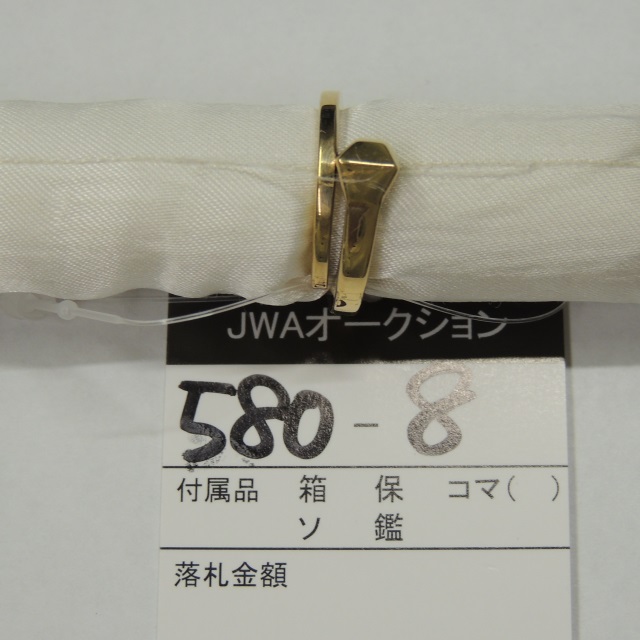 JWAオークション
580-8
付属品 箱 保 コマ( )
ソ 鑑
落札金額